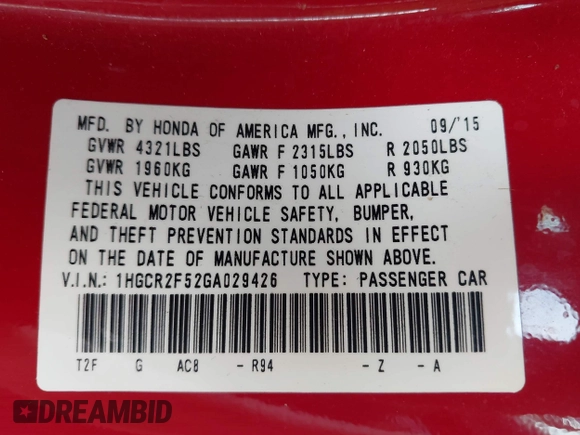 MFD. BY HONDA OF AMERICA MFG., INC. 09/'15
GVWR 4321LBS GAWR F 2315LBS R 2050LBS
GVWR 1960KG GAWR F 1050KG R 930KG
THIS VEHICLE CONFORMS TO ALL APPLICABLE
FEDERAL MOTOR VEHICLE SAFETY, BUMPER,
AND THEFT PREVENTION STANDARDS IN EFFECT
ON THE DATE OF MANUFACTURE SHOWN ABOVE.
V.I.N.: 1HGCR2F52GA029426 TYPE: PASSENGER CAR
T2F G AC8 - R94 - Z - A
DREAMBID